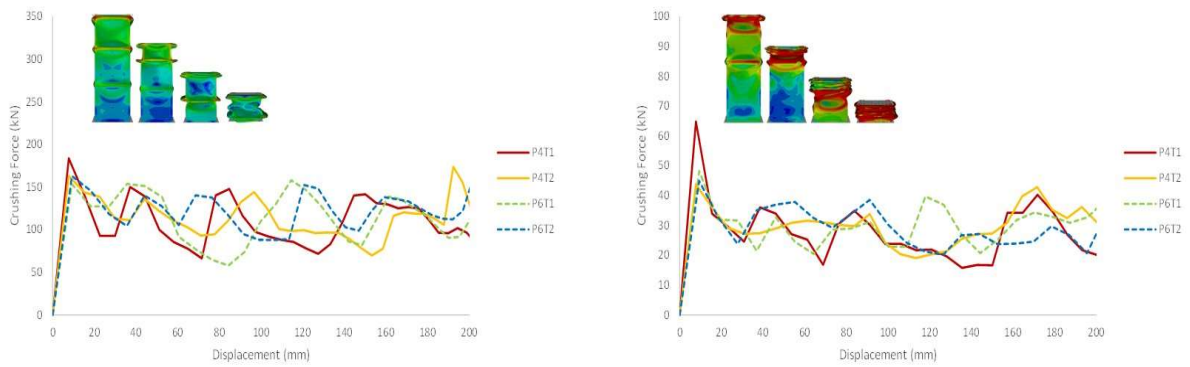 350
300
250
200
150
100
50
0
Crushing Force (kN)
0 20 40 60 80 100 120 140 160 180 200
Displacement (mm)
P4T1
P4T2
P6T1
P6T2
100
90
80
70
60
50
40
30
20
10
0
Crushing Force (kN)
0 20 40 60 80 100 120 140 160 180 200
Displacement (mm)
P4T1
P4T2
P6T1
P6T2